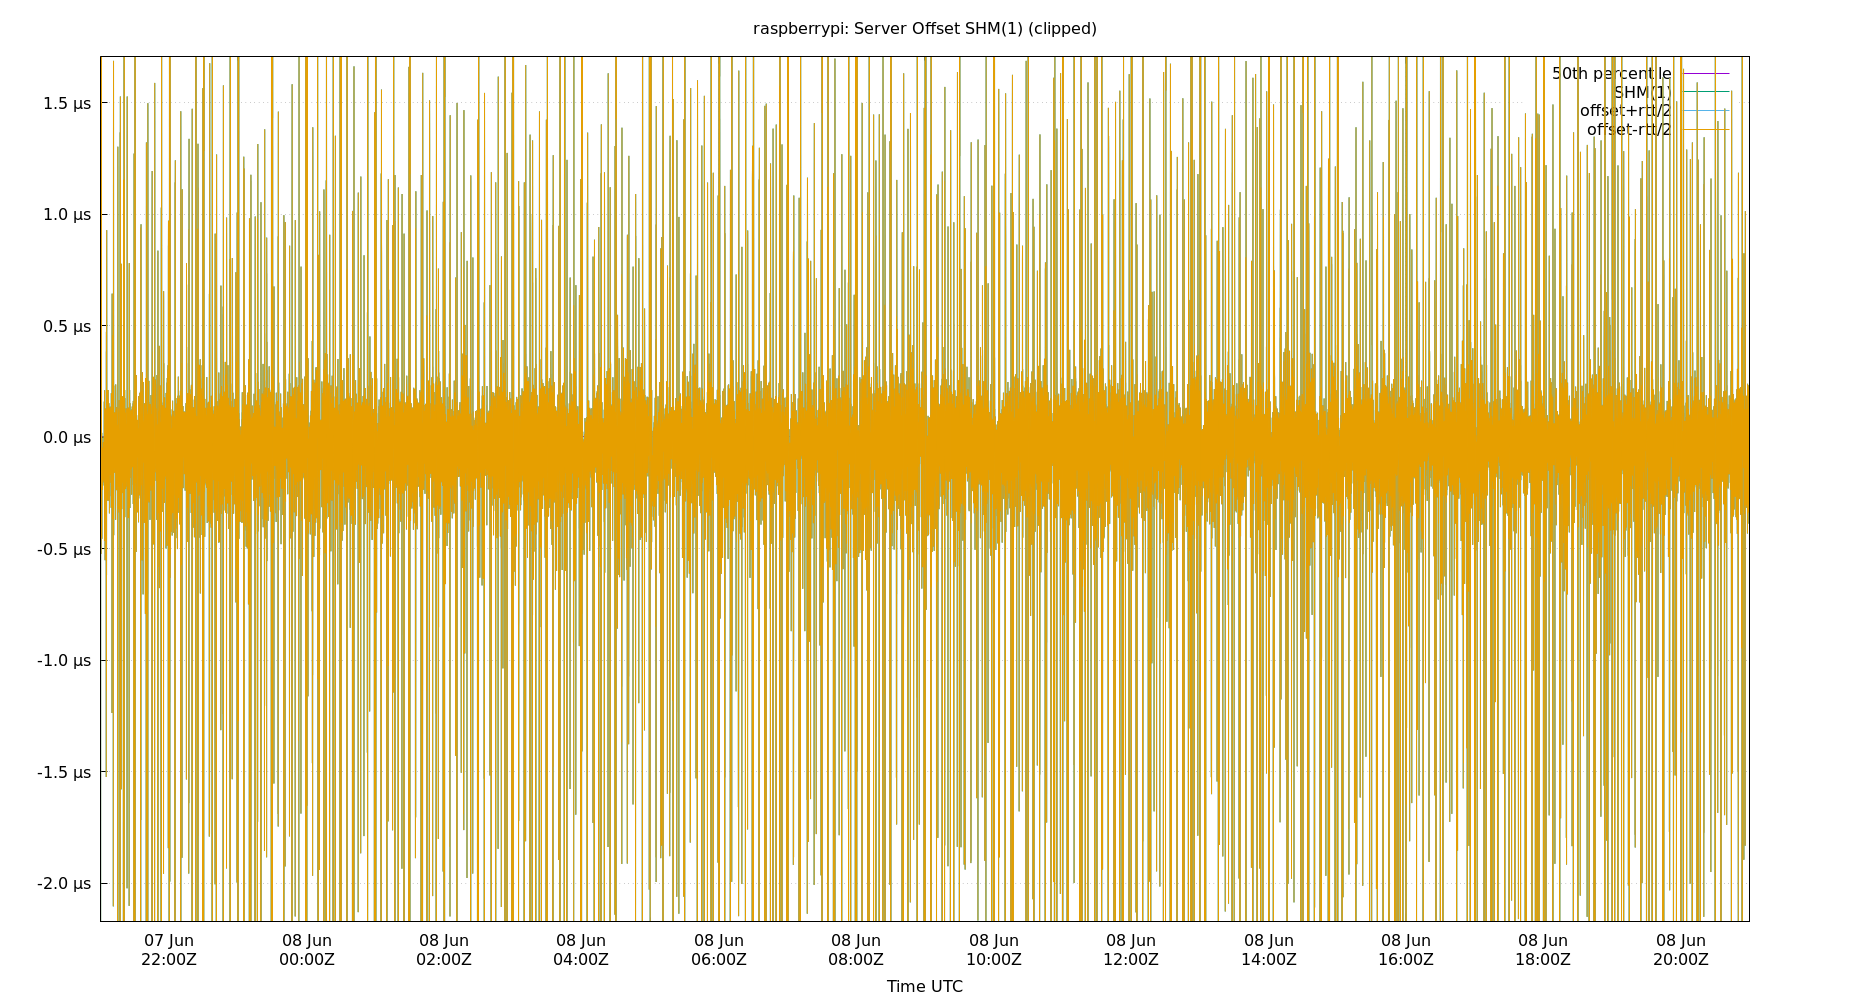 raspberrypi: Server Offset SHM(1) (clipped)
50th percentile
SHM(1)
offset+rtt/2
offset-rtt/2
1.5 µs
1.0 µs
0.5 µs
0.0 µs
-0.5 µs
-1.0 µs
-1.5 µs
-2.0 µs
07 Jun 08 Jun 08 Jun 08 Jun 08 Jun 08 Jun 08 Jun 08 Jun 08 Jun 08 Jun 08 Jun 08 Jun
22:00Z 00:00Z 02:00Z 04:00Z 06:00Z 08:00Z 10:00Z 12:00Z 14:00Z 16:00Z 18:00Z 20:00Z
Time UTC